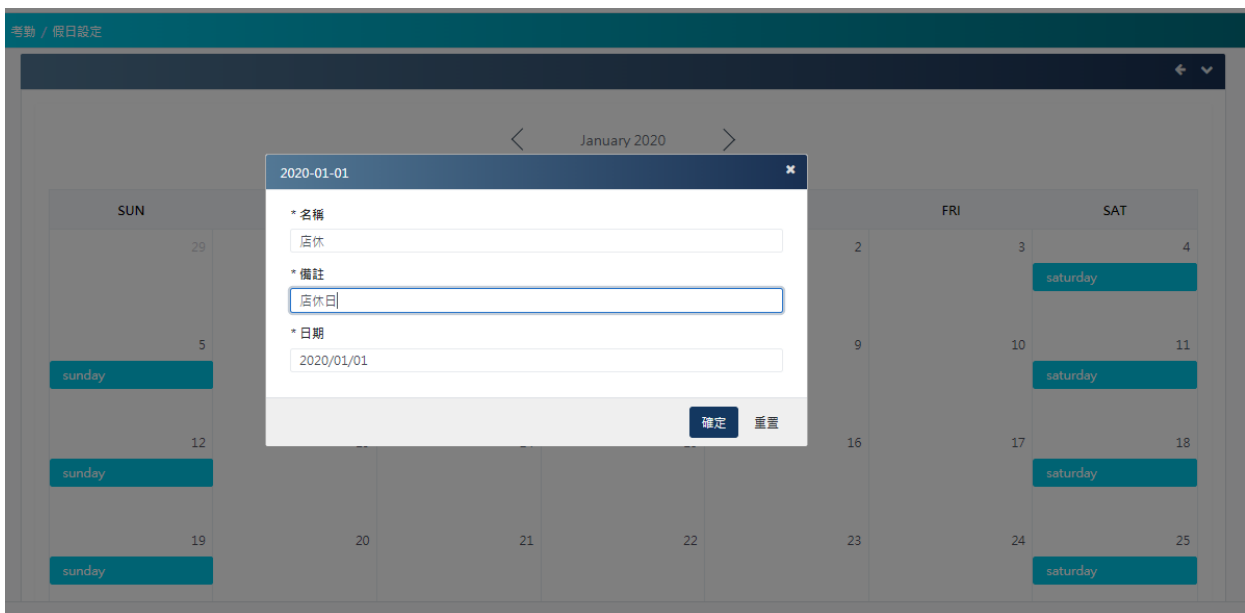 考勤 / 假日設定
January 2020
2020-01-01
* 名稱
店休
* 備註
店休日
* 日期
2020/01/01
確定 重置
SUN FRI SAT
29 2 3 4
saturday
5 9 10 11
sunday saturday
12 16 17 18
sunday saturday
19 20 21 22 23 24 25
sunday saturday